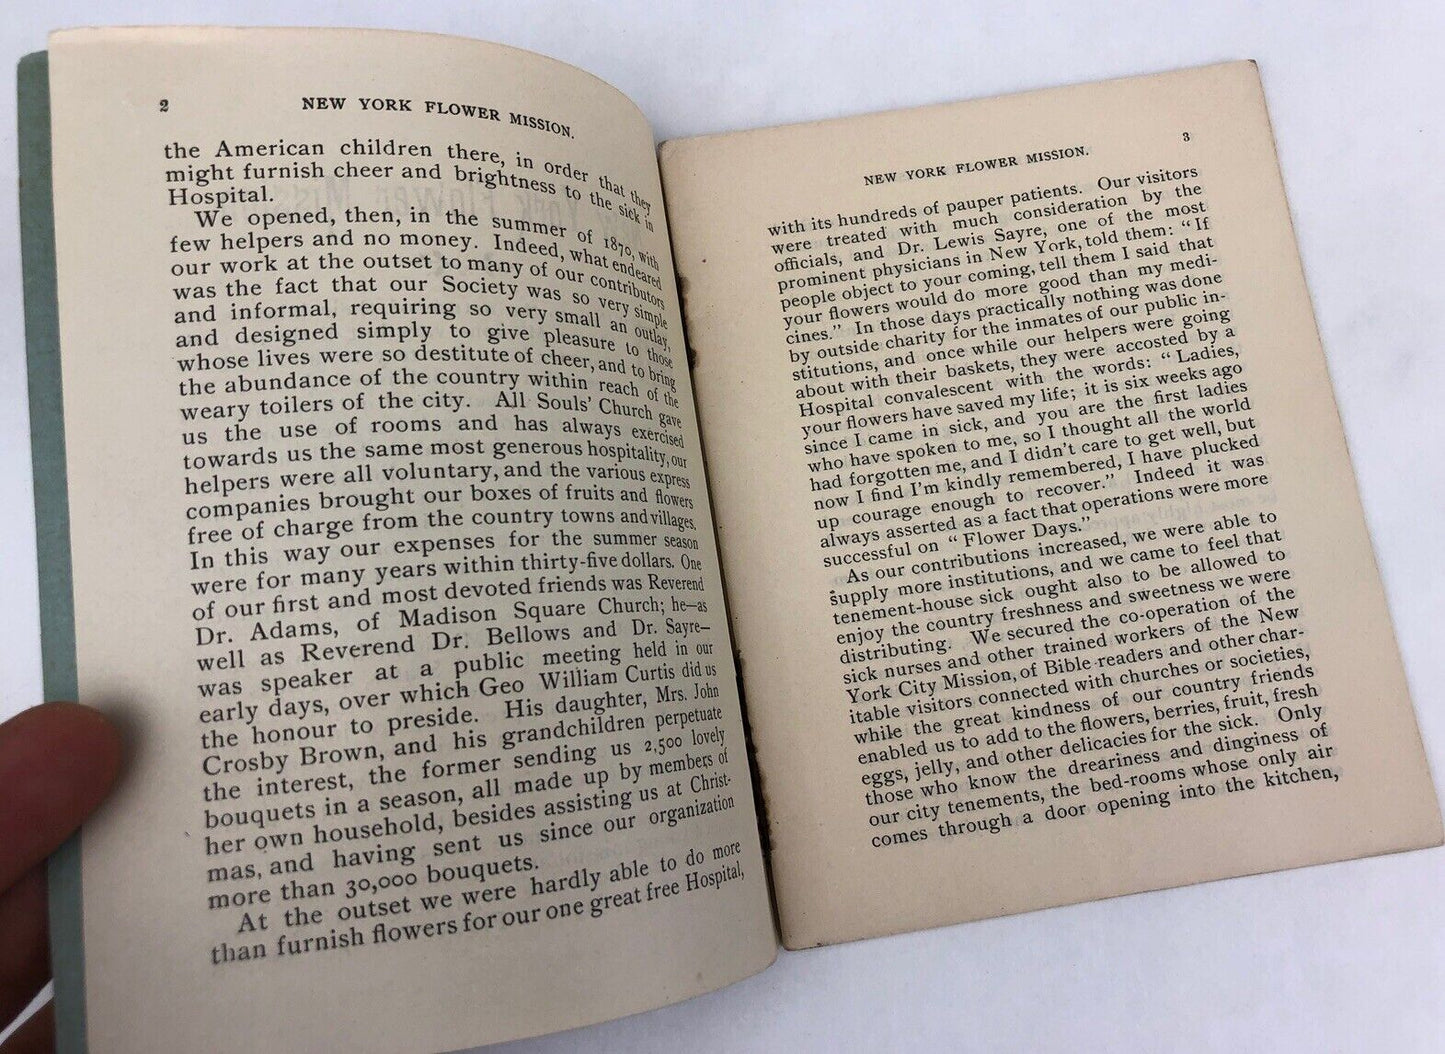 2
NEW YORK FLOWER MISSION.
the American children there, in order that they
might furnish cheer and brightness to the sick in
Hospital.
We opened, then, in the summer of 1870, with
few helpers and no money. Indeed, what endeared
our work at the outset to many of our contributors
was the fact that our Society was so very simple
and informal, requiring so very small an outlay,
and designed simply to give pleasure to those
whose lives were so destitute of cheer, and to bring
the abundance of the country within reach of the
weary toilers of the city. All Souls' Church gave
us the use of rooms and has always exercised
towards us the same most generous hospitality, our
helpers were all voluntary, and the various express
companies brought our boxes of fruits and flowers
free of charge from the country towns and villages.
In this way our expenses for the summer season
were for many years within thirty-five dollars. One
of our first and most devoted friends was Reverend
Dr. Adams, of Madison Square Church; he—as
well as Reverend Dr. Bellows and Dr. Sayre—
was speaker at a public meeting held in our
early days, over which Geo William Curtis did us
the honour to preside. His daughter, Mrs. John
Crosby Brown, and his grandchildren perpetuate
the interest, the former sending us 2,500 lovely
bouquets in a season, all made up by members of
her own household, besides assisting us at Christ-
mas, and having sent us since our organization
more than 30,000 bouquets.
At the outset we were hardly able to do more
than furnish flowers for our one great free Hospital,
NEW YORK FLOWER MISSION.
3
with its hundreds of pauper patients. Our visitors
were treated with much consideration by the
officials, and Dr. Lewis Sayre, one of the most
prominent physicians in New York, told them: "If
people object to your coming, tell them I said that
your flowers would do more good than my medi-
cines." In those days practically nothing was done
by outside charity for the inmates of our public in-
stitutions, and once while our helpers were going
about with their baskets, they were accosted by a
Hospital convalescent with the words: "Ladies,
your flowers have saved my life; it is six weeks ago
since I came in sick, and you are the first ladies
who have spoken to me, so I thought all the world
had forgotten me, and I didn't care to get well, but
now I find I'm kindly remembered, I have plucked
up courage enough to recover." Indeed it was
always asserted as a fact that operations were more
successful on "Flower Days."
As our contributions increased, we were able to
supply more institutions, and we came to feel that
tenement-house sick ought also to be allowed to
enjoy the country freshness and sweetness we were
distributing. We secured the co-operation of the
sick nurses and other trained workers of the New
York City Mission, of Bible-readers and other char-
itable visitors connected with churches or societies,
while the great kindness of our country friends
enabled us to add to the flowers, berries, fruit, fresh
eggs, jelly, and other delicacies for the sick. Only
those who know the dreariness and dinginess of
our city tenements, the bed-rooms whose only air
comes through a door opening into the kitchen,